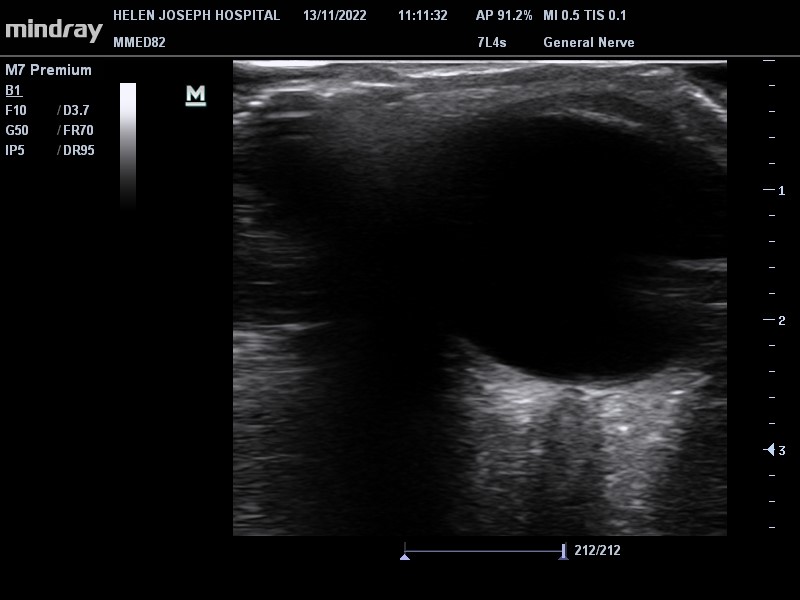 mindray HELEN JOSEPH HOSPITAL 13/11/2022 11:11:32 AP 91.2% MI 0.5 TIS 0.1
MMED82 7L4s General Nerve
M7 Premium
B1
F10 / D3.7
G50 / FR70
IP5 / DR95
M
1
2
3
212/212